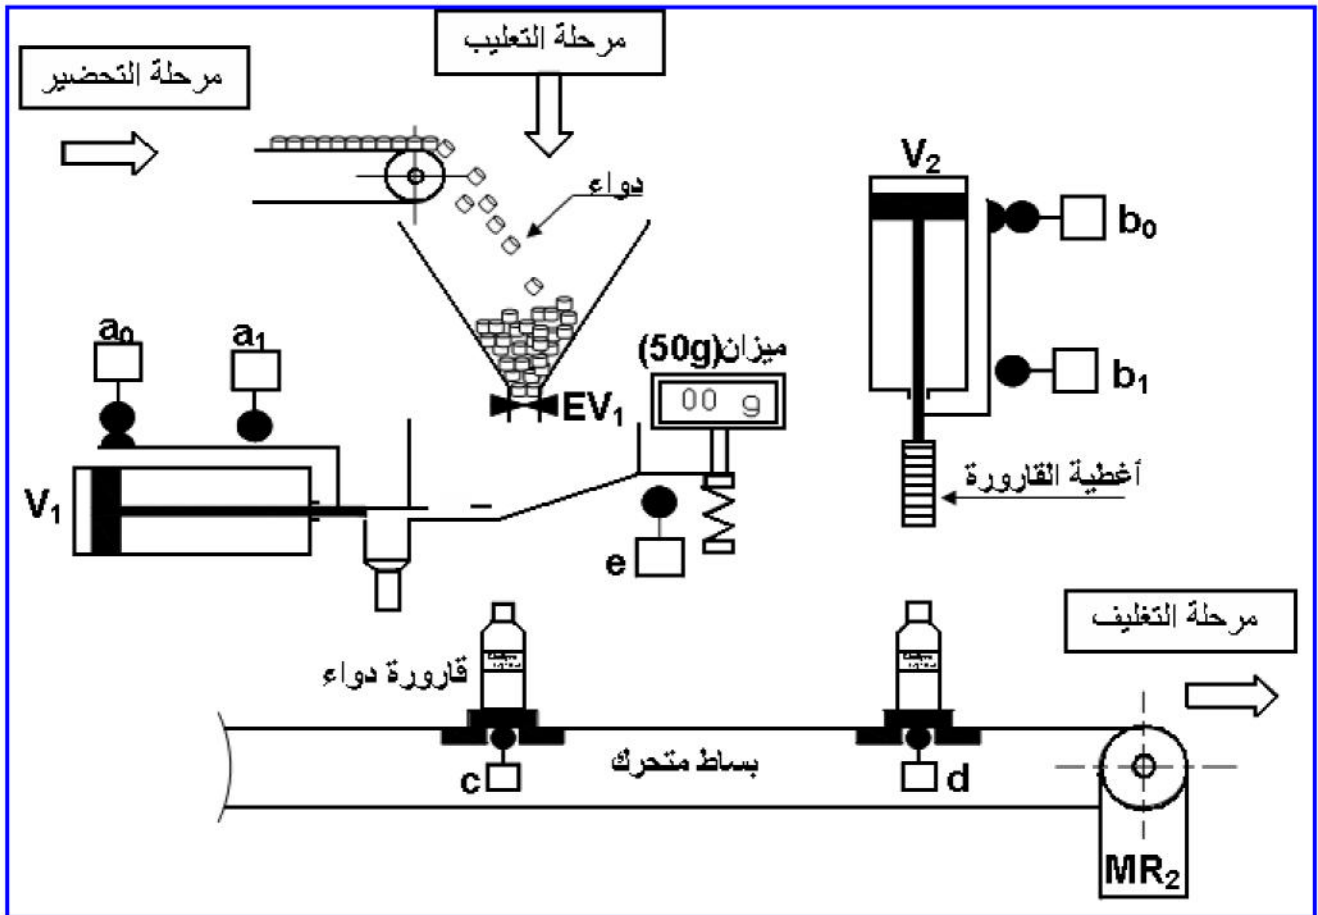 مرحلة التعليب
مرحلة التحضير
V2
دواء
b0
a0
a1
ميزان(50g)
b1
00 g
EV1
أغطية القارورة
V1
e
مرحلة التغليف
قارورة دواء
بساط متحرك
c
d
MR2